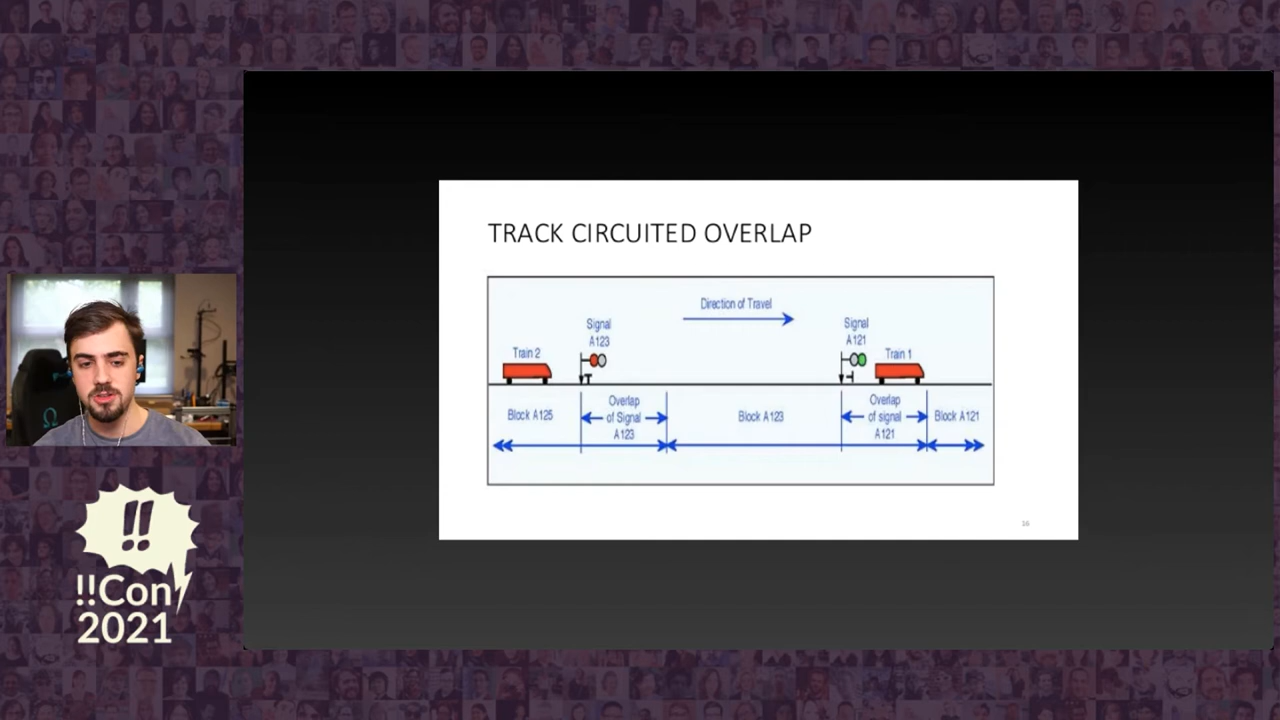 TRACK CIRCUITED OVERLAP
Direction of Travel
Signal
A123
Signal
A121
Train 2
Train 1
Block A125
Overlap
of Signal
A123
Block A123
Overlap
of signal
A121
Block A121
16
!!
!!Con
2021